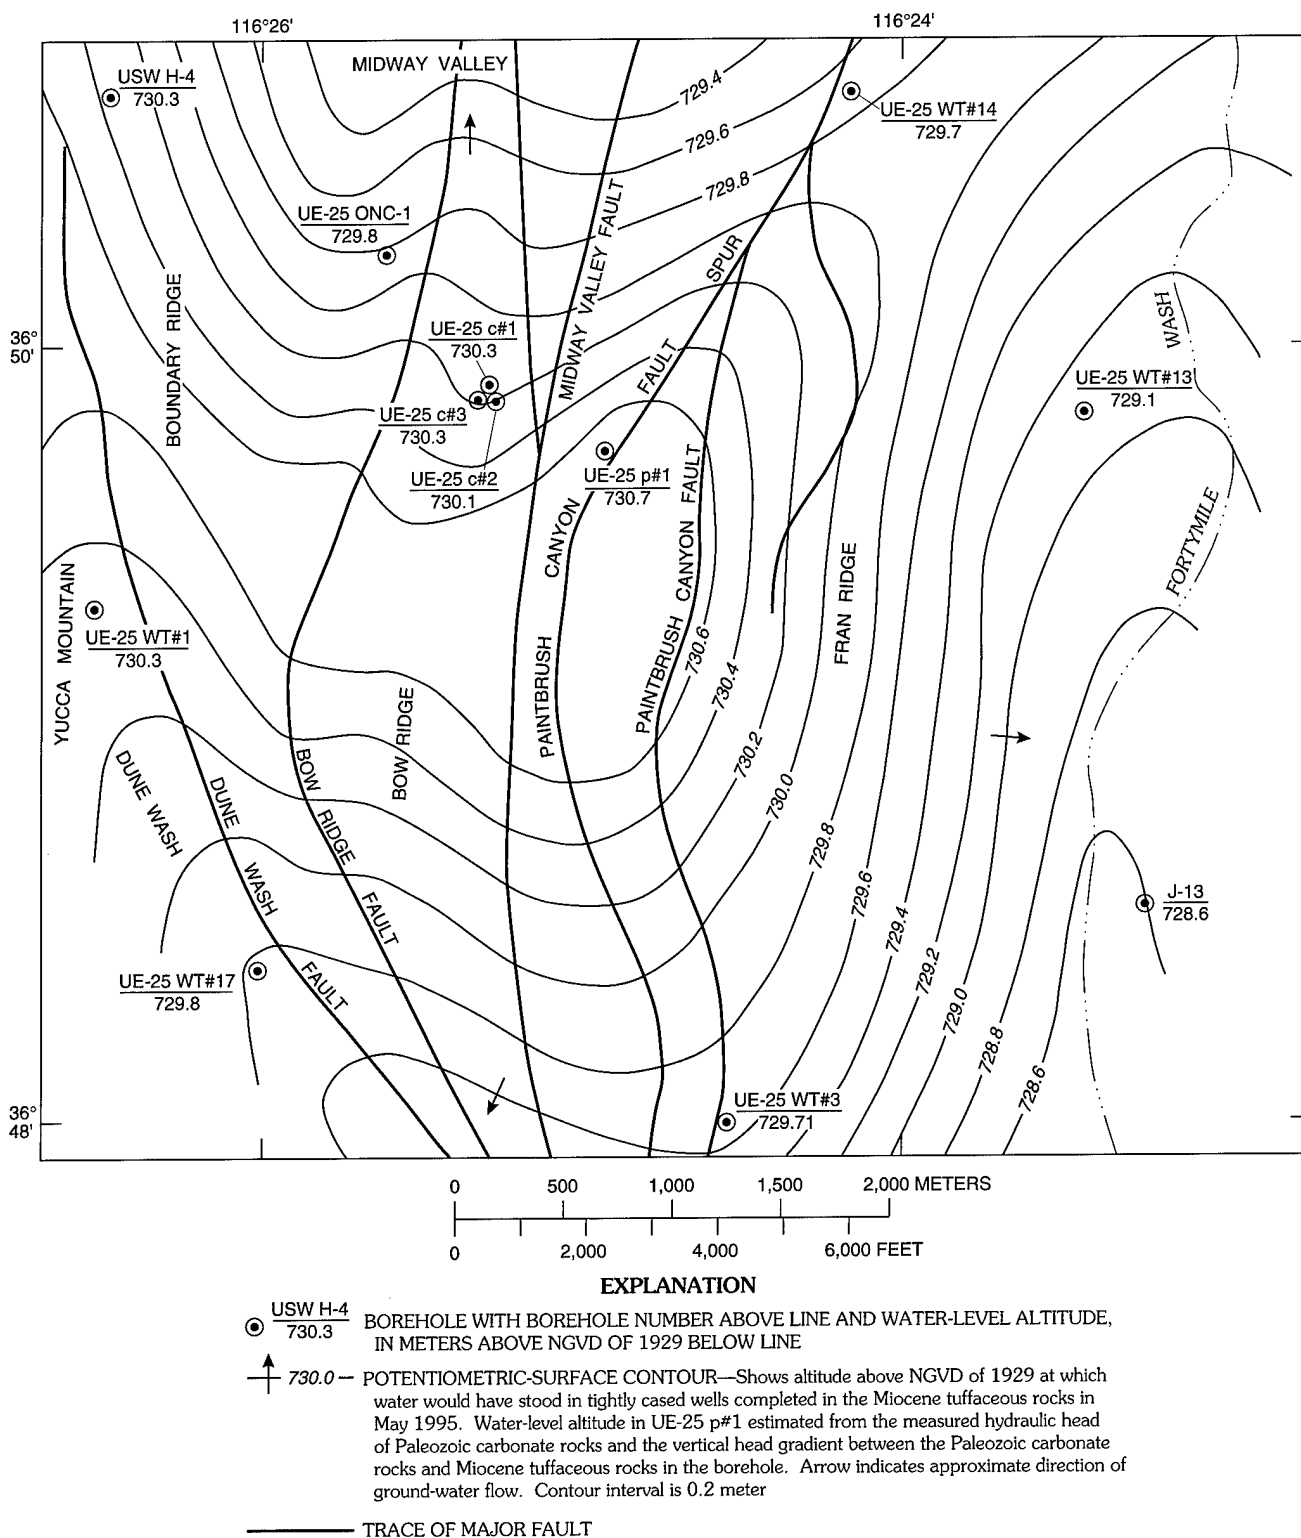 116°26'
116°24'
MIDWAY VALLEY
USW H-4
730.3
729.4
UE-25 WT#14
729.7
729.6
729.8
UE-25 ONC-1
729.8
MIDWAY VALLEY FAULT
SPUR
BOUNDARY RIDGE
WASH
36°
50'
UE-25 c#1
730.3
FAULT
UE-25 WT#13
729.1
UE-25 c#3
730.3
UE-25 c#2
730.1
UE-25 p#1
730.7
CANYON
PAINTBRUSH CANYON FAULT
FORTYMILE
FRAN RIDGE
YUCCA MOUNTAIN
UE-25 WT#1
730.3
PAINTBRUSH
730.6
730.4
730.2
730.0
729.8
729.6
729.4
729.2
729.0
728.8
728.6
BOW RIDGE
BOW RIDGE FAULT
DUNE WASH
DUNE WASH FAULT
J-13
728.6
UE-25 WT#17
729.8
UE-25 WT#3
729.71
36°
48'
0 500 1,000 1,500 2,000 METERS
0 2,000 4,000 6,000 FEET
EXPLANATION
USW H-4
730.3
BOREHOLE WITH BOREHOLE NUMBER ABOVE LINE AND WATER-LEVEL ALTITUDE,
IN METERS ABOVE NGVD OF 1929 BELOW LINE
730.0
POTENTIOMETRIC-SURFACE CONTOUR—Shows altitude above NGVD of 1929 at which
water would have stood in tightly cased wells completed in the Miocene tuffaceous rocks in
May 1995. Water-level altitude in UE-25 p#1 estimated from the measured hydraulic head
of Paleozoic carbonate rocks and the vertical head gradient between the Paleozoic carbonate
rocks and Miocene tuffaceous rocks in the borehole. Arrow indicates approximate direction of
ground-water flow. Contour interval is 0.2 meter
TRACE OF MAJOR FAULT